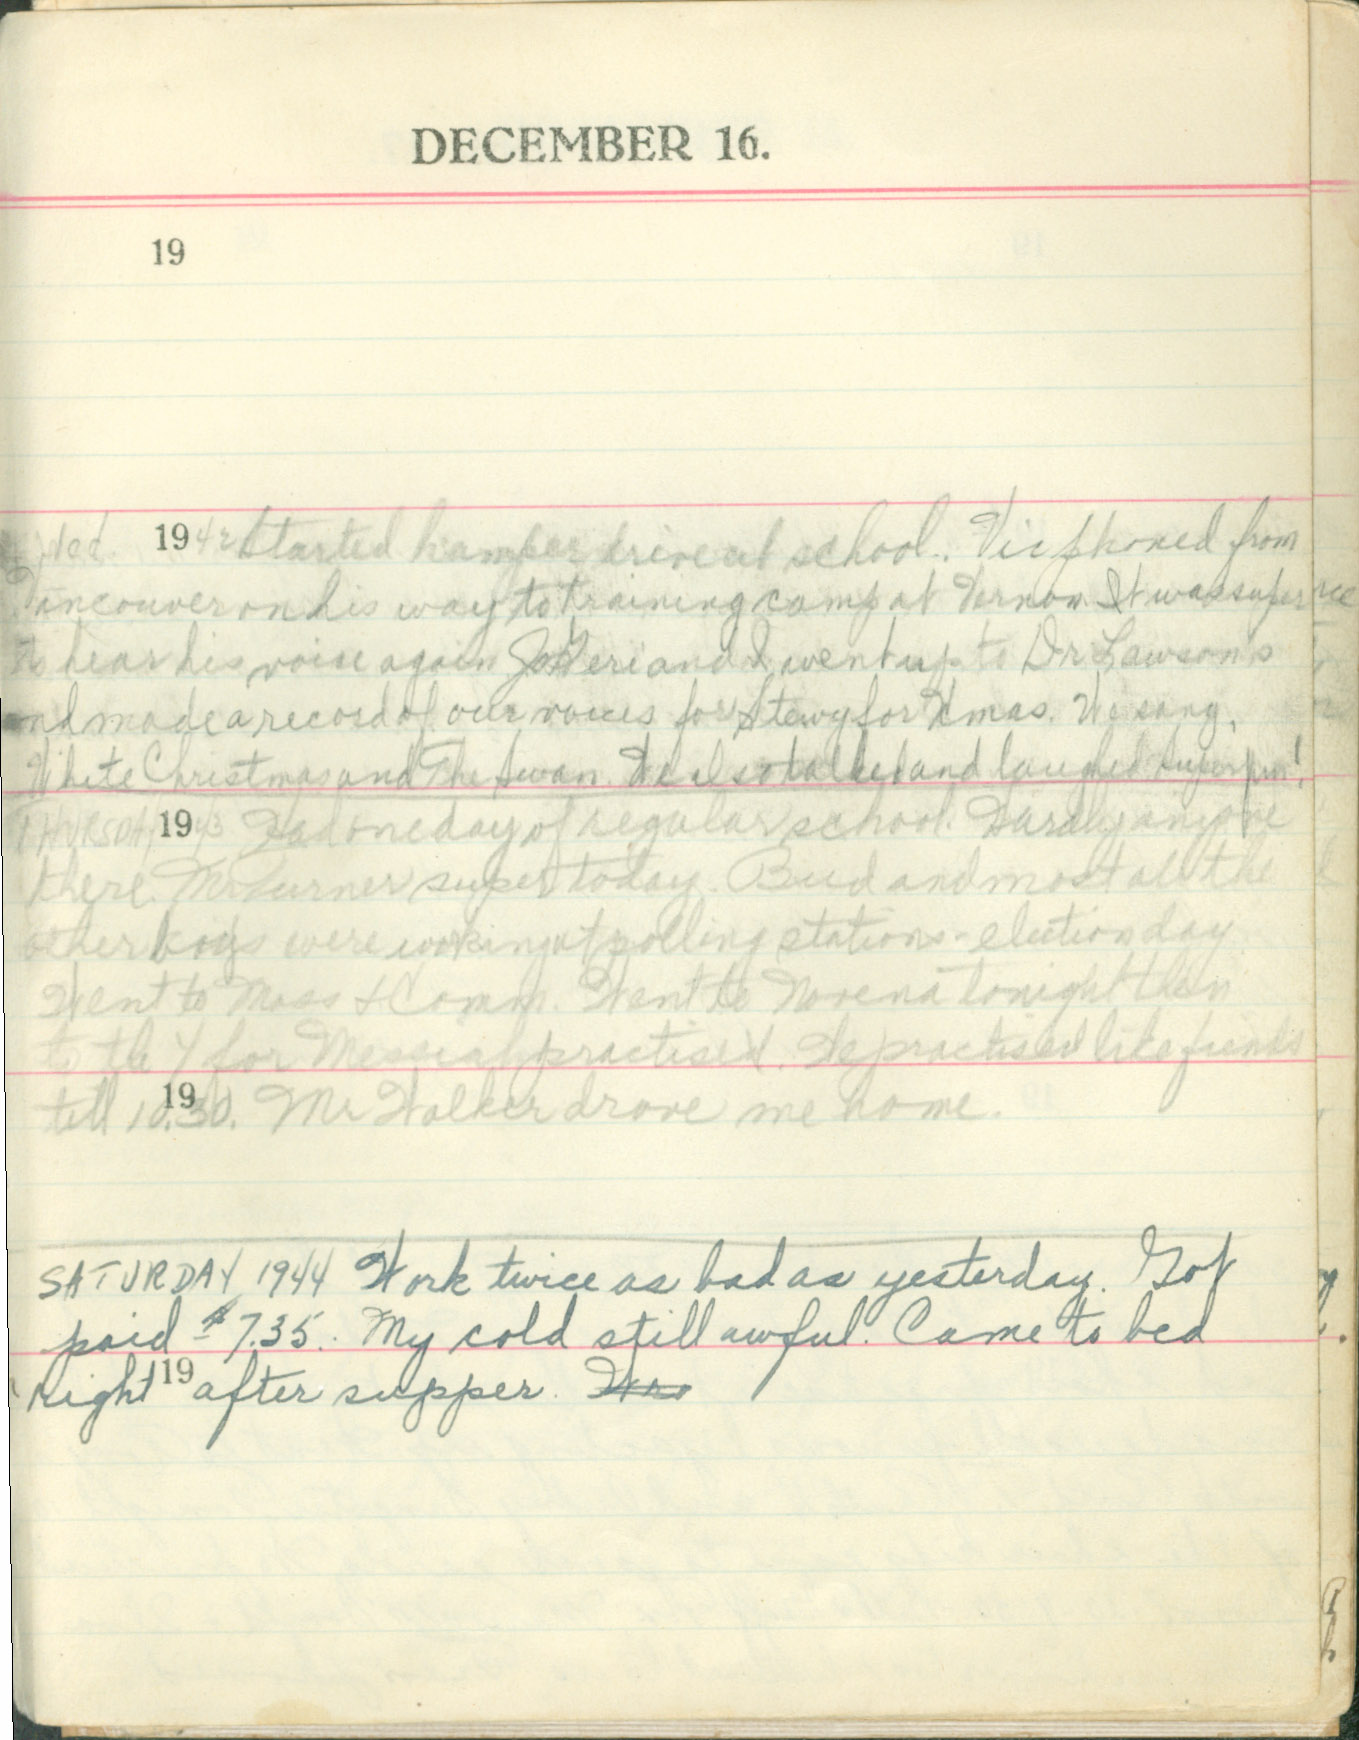 DECEMBER 16.
19
Wed. 1942 Started hamper drive at school. Vic phoned from
Vancouver on his way to training camp at Vernon. It was super
to hear his voice again. Jo Geri and I went up to Dr Lawson's
and made a record of our voices for Stewy for Xmas. We sang,
White Christmas and The Swan. We also talked and laughed super fun!
THURSDAY 1943 Had one day of regular school. Hardly anyone
there. Mr Turner super today. Bud and most all the
other boys were working at polling stations - election day
Went to Mass & Comm. Went to Novena tonight then
to the Y for Messiah practise. We practised like fiends
19
till 10.30. Mr Walker drove me home.
SATURDAY 1944 Work twice as bad as yesterday. Got
paid $7.35. My cold still awful. Came to bed
right 19 after supper.